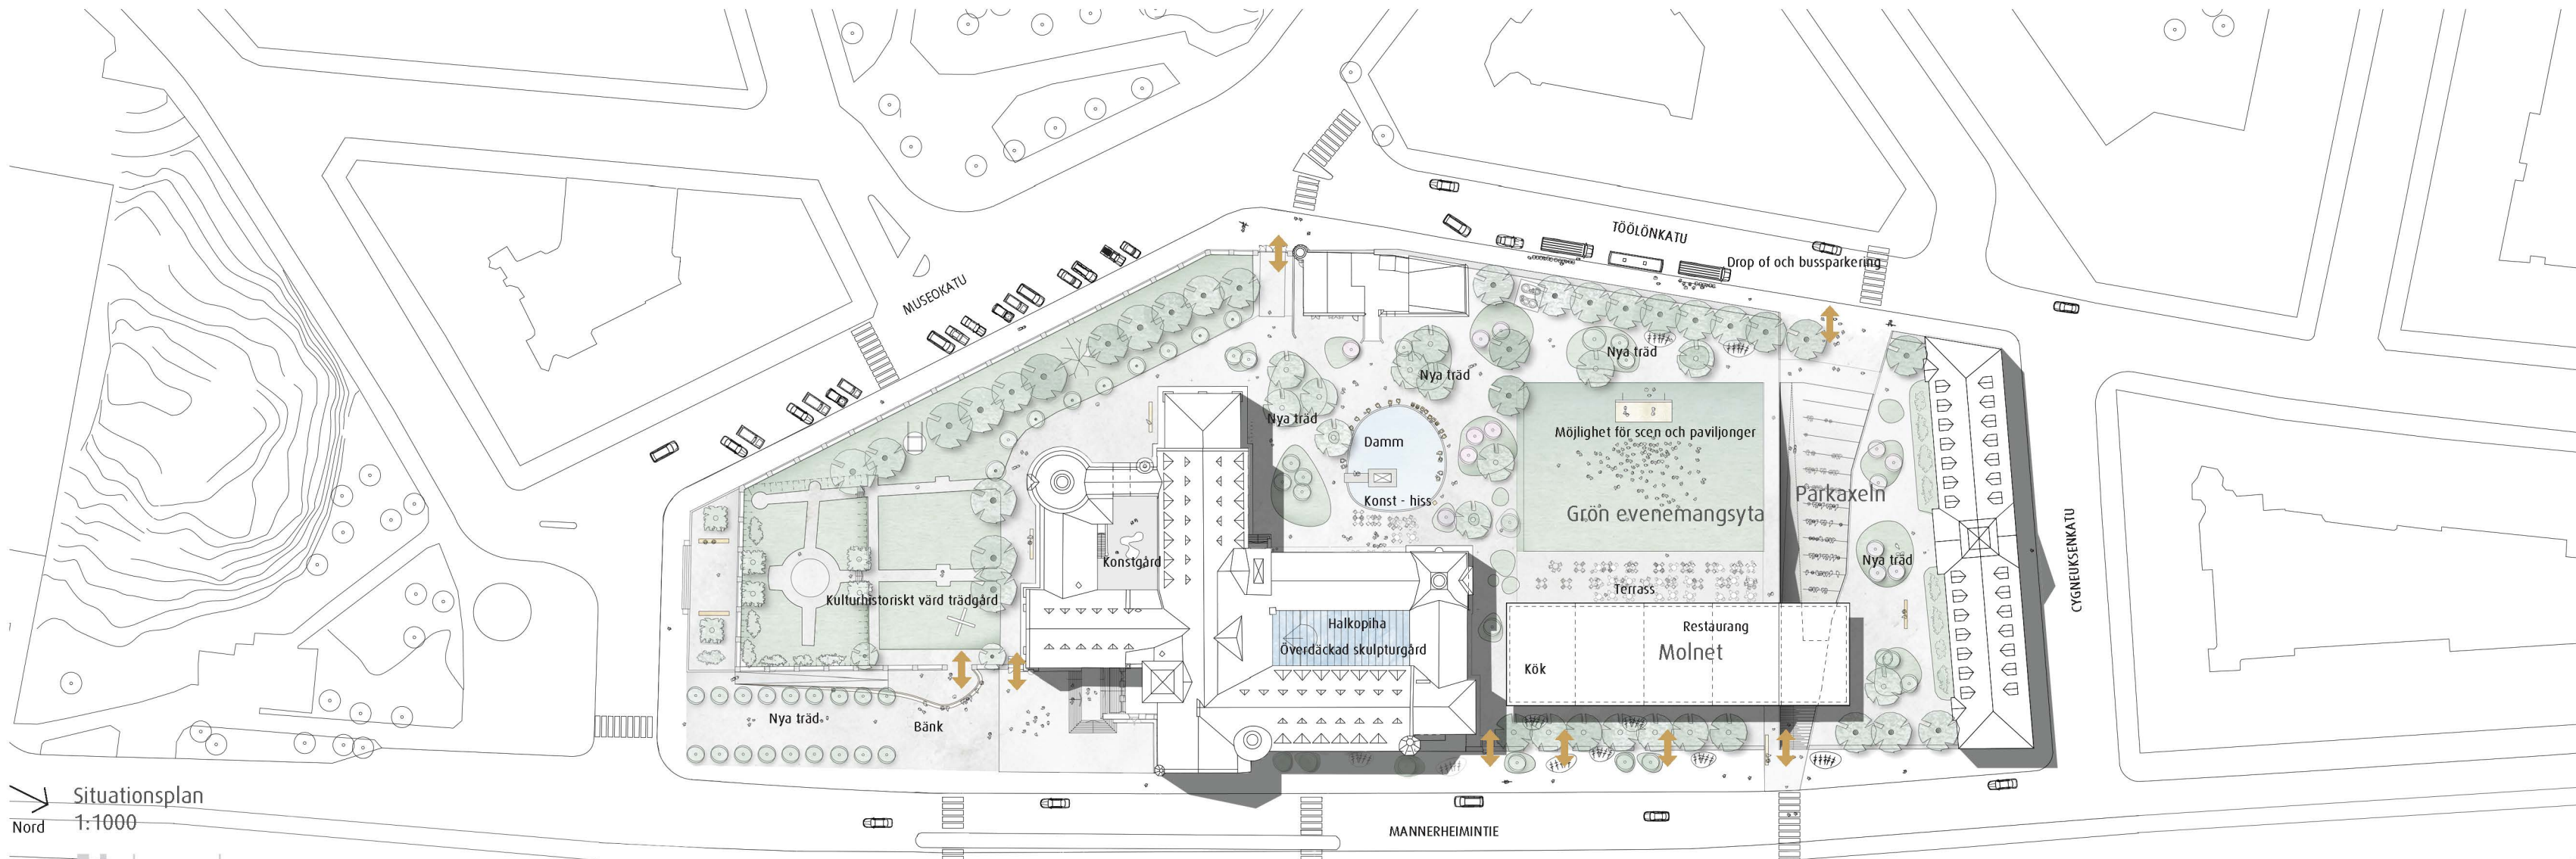 TÖÖLÖNKATU
Drop of och bussparkering
MUSEOKATU
Nya träd
Nya träd
Nya träd
Damm
Möjlighet för scen och paviljonger
Konst - hiss
Parkaxeln
Grön evenemangsyta
Konstgård
Nya träd
CYGNEUKSENKATU
Terrass
Kulturhistoriskt värd trädgård
Halkopiha
Överdäckad skulpturgård
Restaurang
Molnet
Kök
Nya träd
Bänk
Situationsplan
1:1000
Nord
MANNERHEIMINTIE